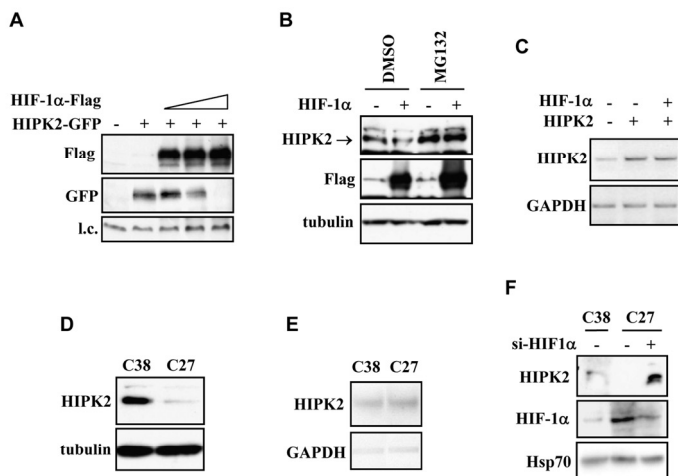 A
HIF-1α-Flag
HIPK2-GFP - + + + +
Flag
GFP
l.c.
B
DMSO MG132
HIF-1α - + - +
HIPK2 →
Flag
tubulin
C
HIF-1α - - +
HIPK2 - + +
HIPK2
GAPDH
D
C38 C27
HIPK2
tubulin
E
C38 C27
HIPK2
GAPDH
F
C38 C27
si-HIF1α - - +
HIPK2
HIF-1α
Hsp70